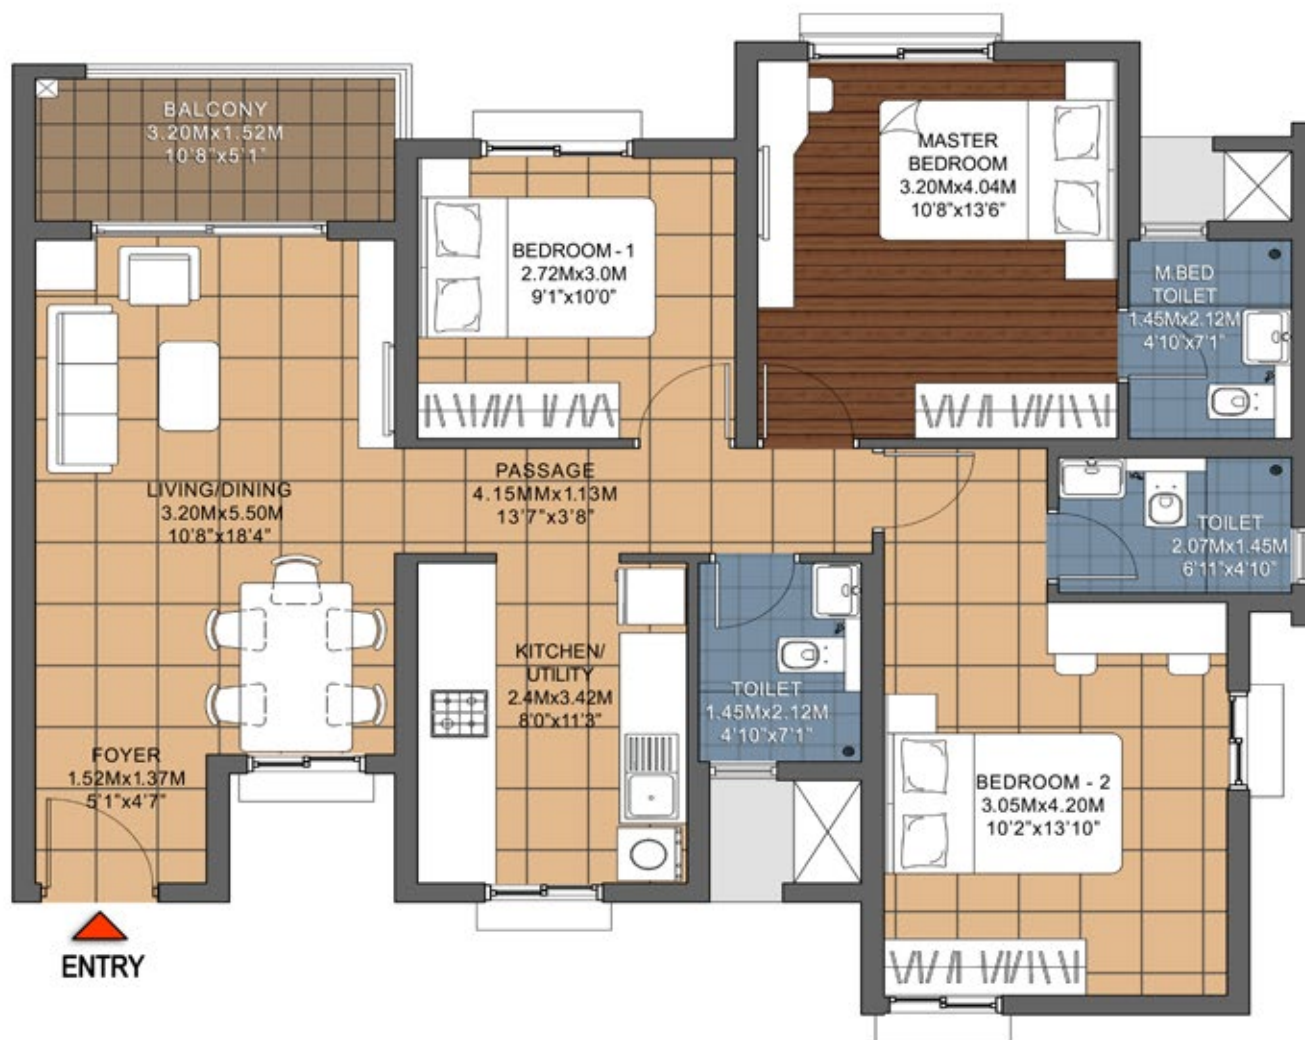 BALCONY
3.20Mx1.52M
10'8"x5'1"
MASTER
BEDROOM
3.20Mx4.04M
10'8"x13'6"
BEDROOM - 1
2.72Mx3.0M
9'1"x10'0"
M.BED
TOILET
1.45Mx2.12M
4'10"x7'1"
LIVING/DINING
3.20Mx5.50M
10'8"x18'4"
PASSAGE
4.15MMx1.13M
13'7"x3'8"
TOILET
2.07Mx1.45M
6'11"x4'10"
KITCHEN/
UTILITY
2.4Mx3.42M
8'0"x11'3"
TOILET
1.45Mx2.12M
4'10"x7'1"
FOYER
1.52Mx1.37M
5'1"x4'7"
BEDROOM - 2
3.05Mx4.20M
10'2"x13'10"
ENTRY